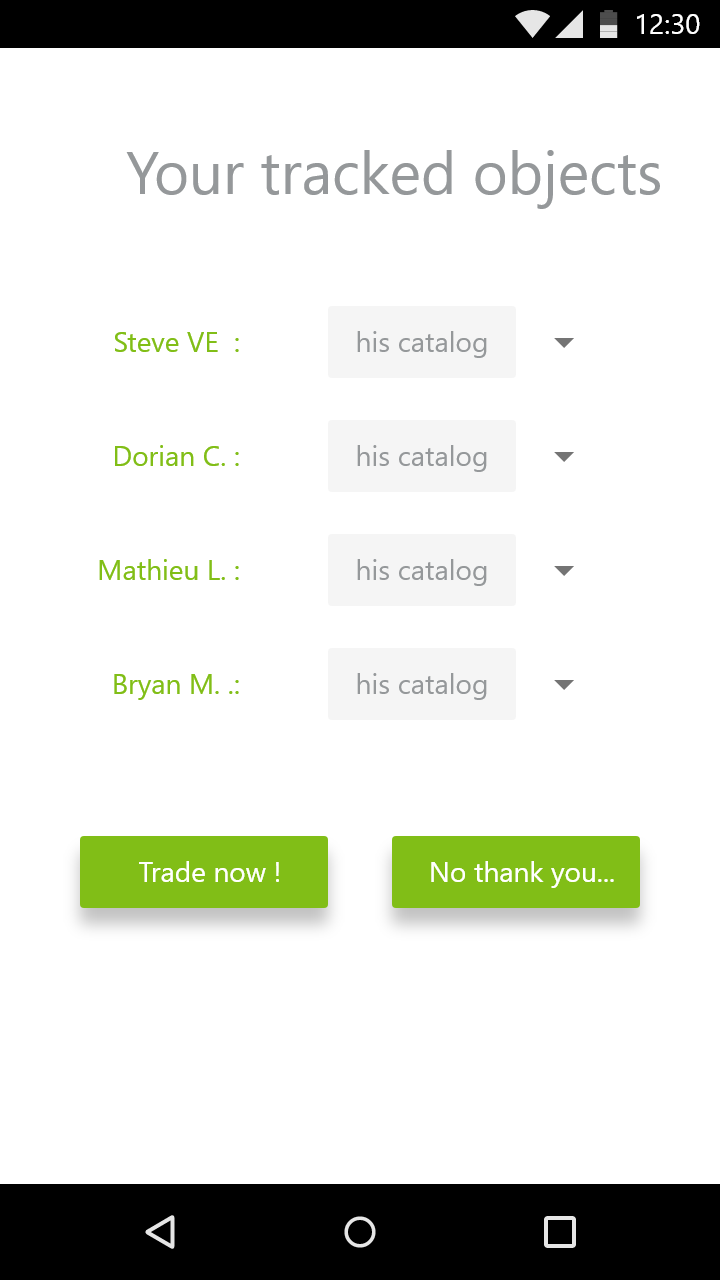 12:30
Your tracked objects
Steve VE  : his catalog
Dorian C. : his catalog
Mathieu L. : his catalog
Bryan M. .: his catalog
Trade now ! No thank you...